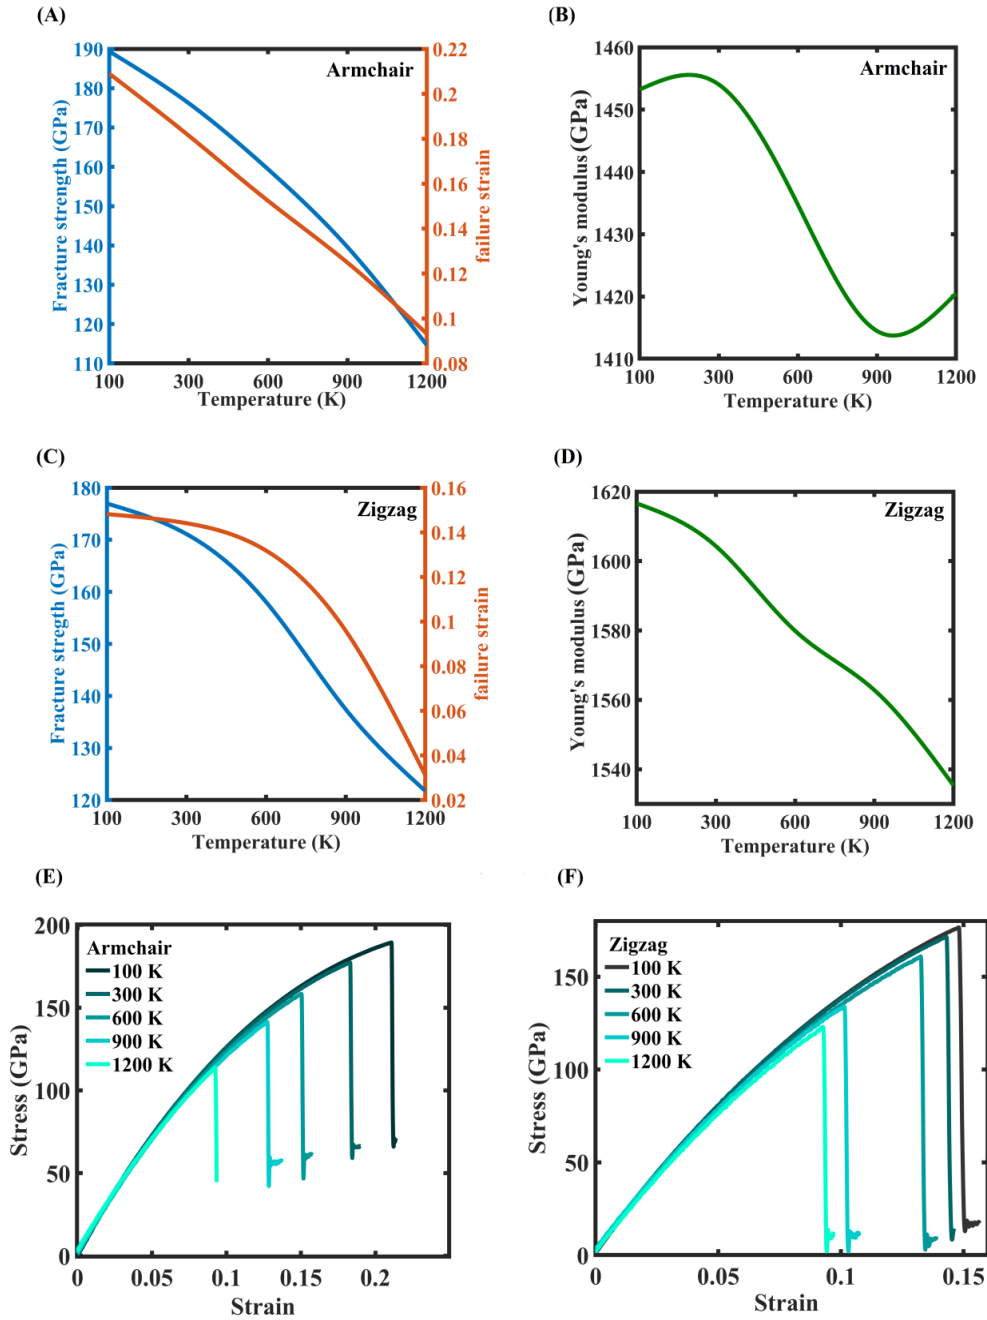 (A)
190
180
170
160
150
140
130
120
110
Fracture strength (GPa)
Armchair
0.22
0.2
0.18
0.16
0.14
0.12
0.1
0.08
failure strain
100 300 600 900 1200
Temperature (K)
(B)
1460
1450
1440
1430
1420
1410
Young's modulus (GPa)
Armchair
100 300 600 900 1200
Temperature (K)
(C)
180
170
160
150
140
130
120
Fracture stregth (GPa)
Zigzag
0.16
0.14
0.12
0.1
0.08
0.06
0.04
0.02
failure strain
100 300 600 900 1200
Temperature (K)
(D)
1620
1600
1580
1560
1540
Young's modulus (GPa)
Zigzag
100 300 600 900 1200
Temperature (K)
(E)
200
150
100
50
0
Stress (GPa)
Armchair
100 K
300 K
600 K
900 K
1200 K
0 0.05 0.1 0.15 0.2
Strain
(F)
150
100
50
0
Stress (GPa)
Zigzag
100 K
300 K
600 K
900 K
1200 K
0 0.05 0.1 0.15
Strain